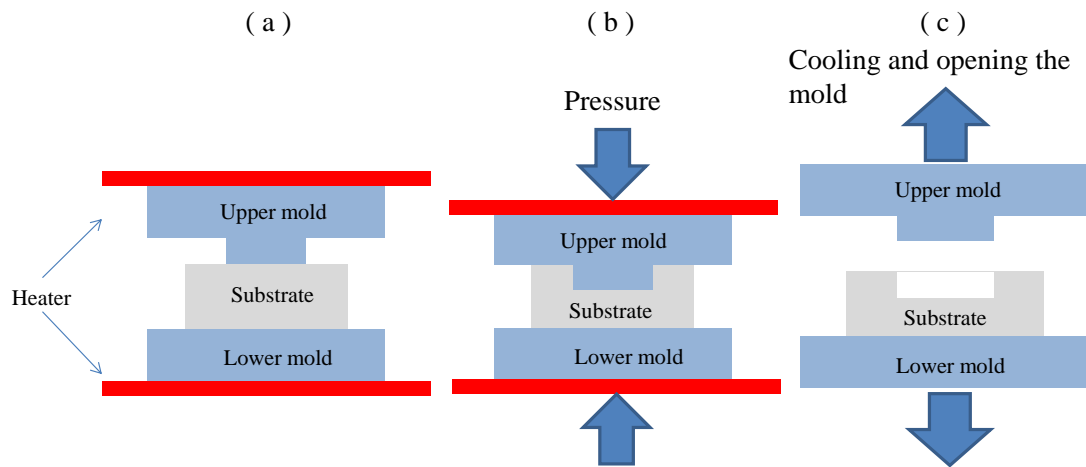 ( a )
( b )
( c )
Cooling and opening the
mold
Pressure
Upper mold
Substrate
Lower mold
Heater
Upper mold
Substrate
Lower mold
Upper mold
Substrate
Lower mold